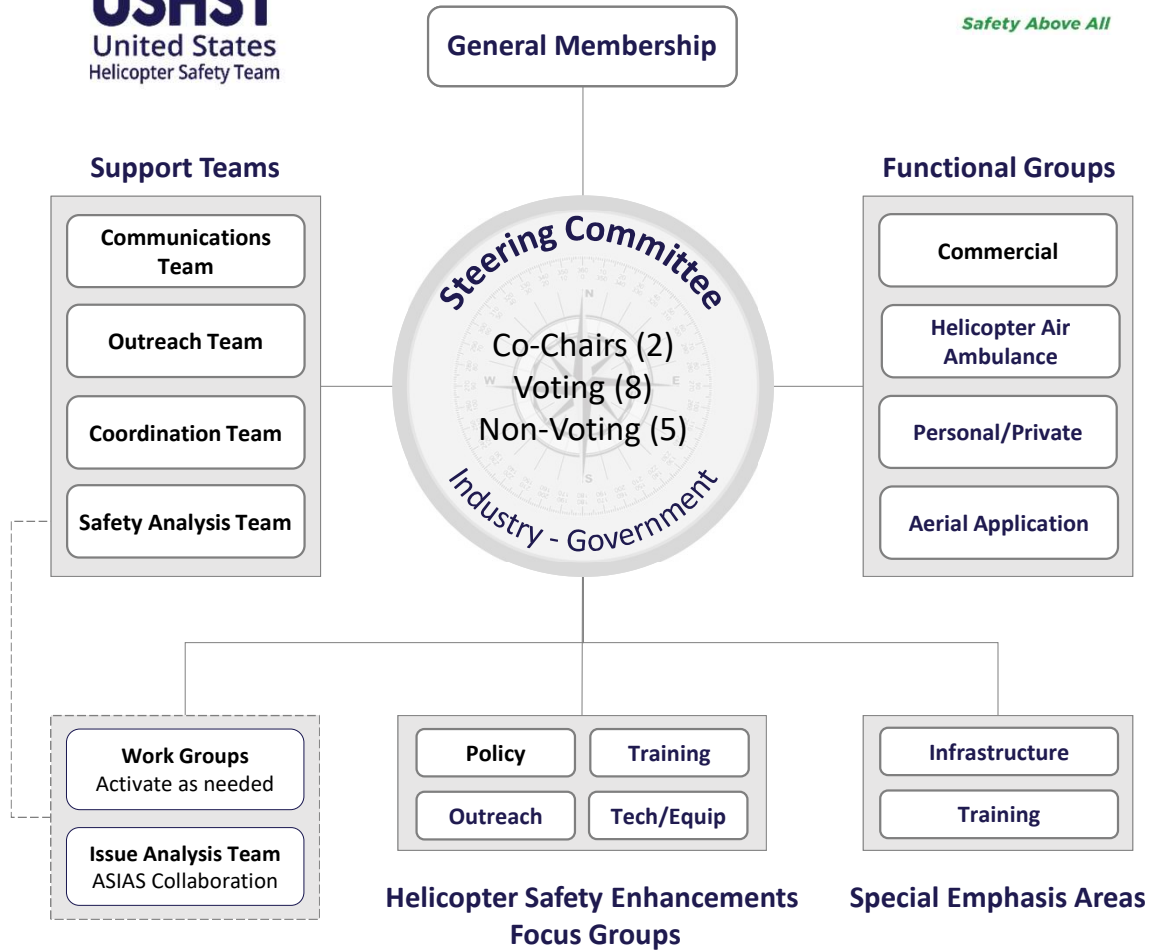 USHST
United States
Helicopter Safety Team
Safety Above All
General Membership
Support Teams
Communications
Team
Outreach Team
Coordination Team
Safety Analysis Team
Steering Committee
N
W
E
S
Co-Chairs (2)
Voting (8)
Non-Voting (5)
Industry - Government
Functional Groups
Commercial
Helicopter Air
Ambulance
Personal/Private
Aerial Application
Work Groups
Activate as needed
Issue Analysis Team
ASIAS Collaboration
Policy
Training
Outreach
Tech/Equip
Helicopter Safety Enhancements
Focus Groups
Infrastructure
Training
Special Emphasis Areas